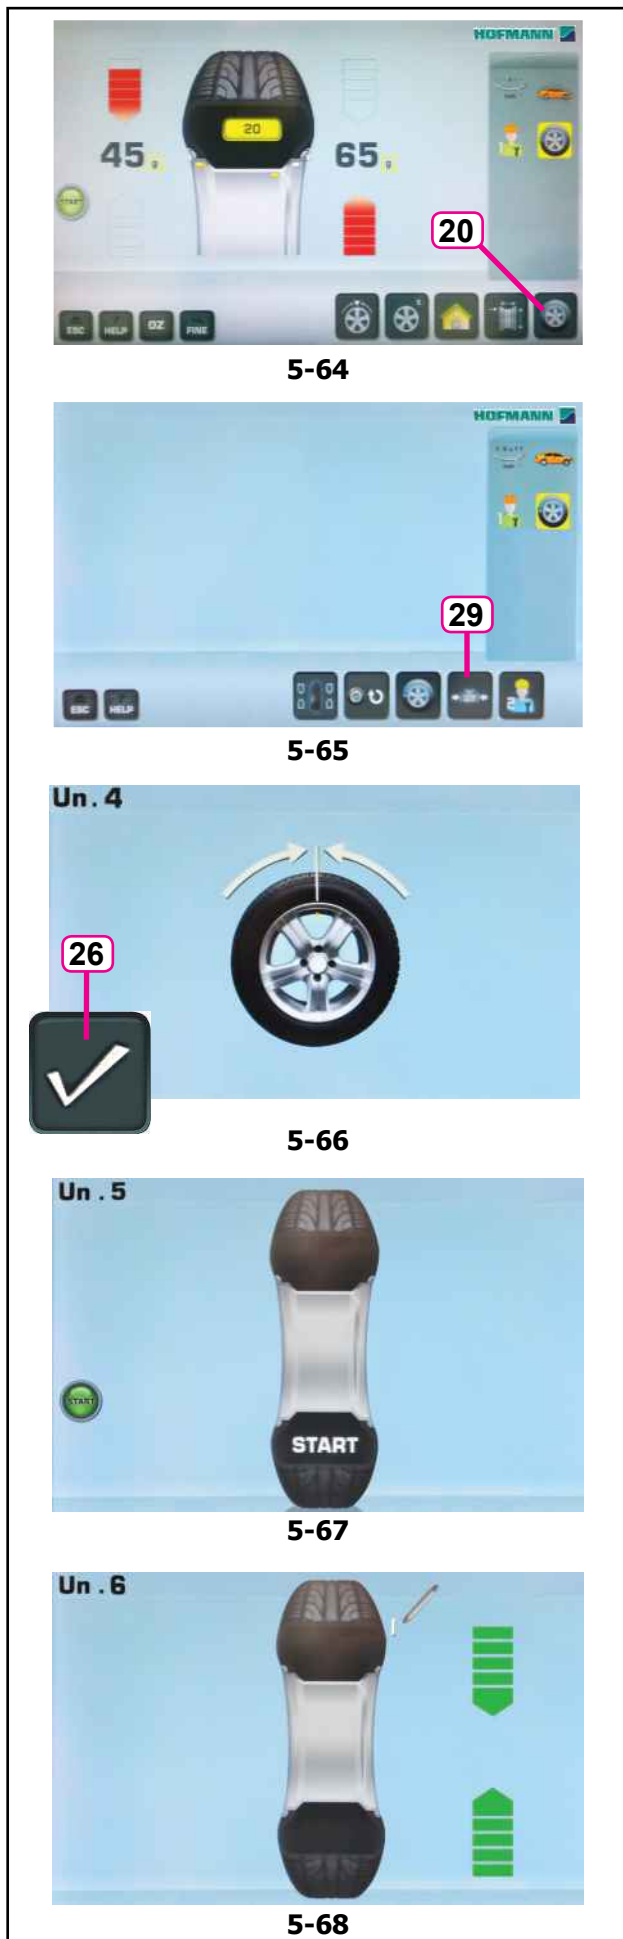 HOFMANN
20
45 g
65 g
START
20
ESC HELP OZ FINE
5-64
HOFMANN
29
ESC HELP
5-65
Un. 4
26
5-66
Un. 5
START
START
5-67
Un. 6
5-68